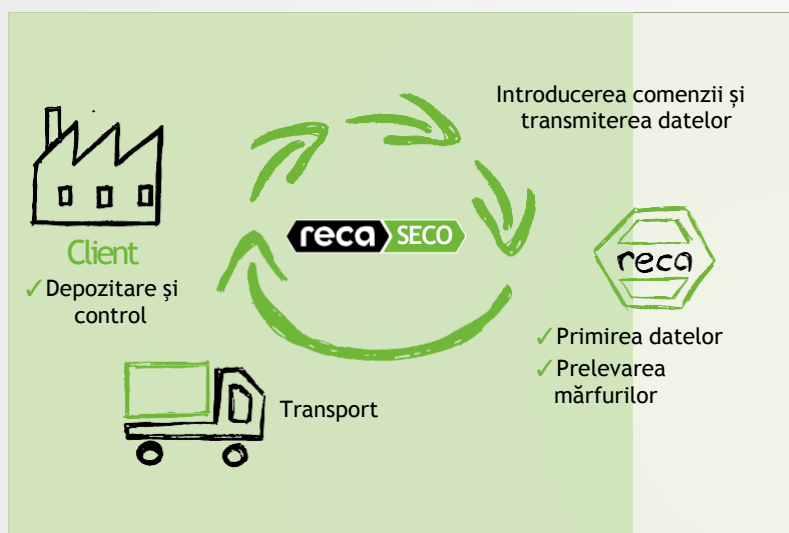 Introducerea comenzii și
transmiterea datelor
reca SECO
reca
Client
✓Depozitare și
control
✓Primirea datelor
✓Prelevarea
mărfurilor
Transport